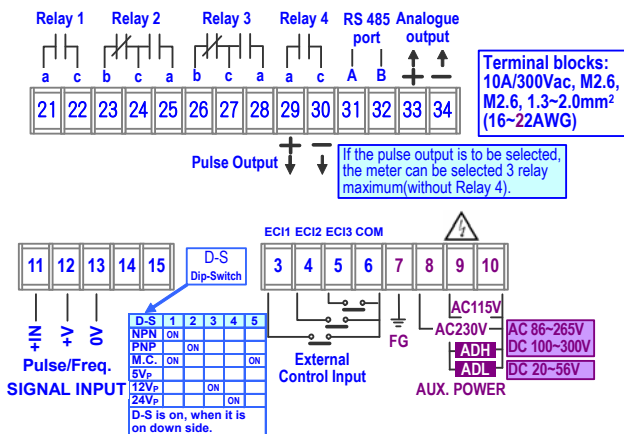 Relay 1 Relay 2 Relay 3 Relay 4 RS 485 port Analogue output
a c b c a b c a a c A B + −
21 22 23 24 25 26 27 28 29 30 31 32 33 34
Terminal blocks:
10A/300Vac, M2.6,
M2.6, 1.3~2.0mm²
(16~22AWG)
Pulse Output + −
If the pulse output is to be selected,
the meter can be selected 3 relay
maximum(without Relay 4).
11 12 13 14 15
+IN +V 0V
Pulse/Freq.
SIGNAL INPUT
D-S
Dip-Switch
D-S 1 2 3 4 5
NPN ON
PNP ON
M.C. ON ON
5VP
12VP ON
24VP ON
D-S is on, when it is
on down side.
ECI1 ECI2 ECI3 COM
3 4 5 6 7 8 9 10
External
Control Input
FG
AC115V
AC230V
ADH
ADL
AC 86~265V
DC 100~300V
DC 20~56V
AUX. POWER